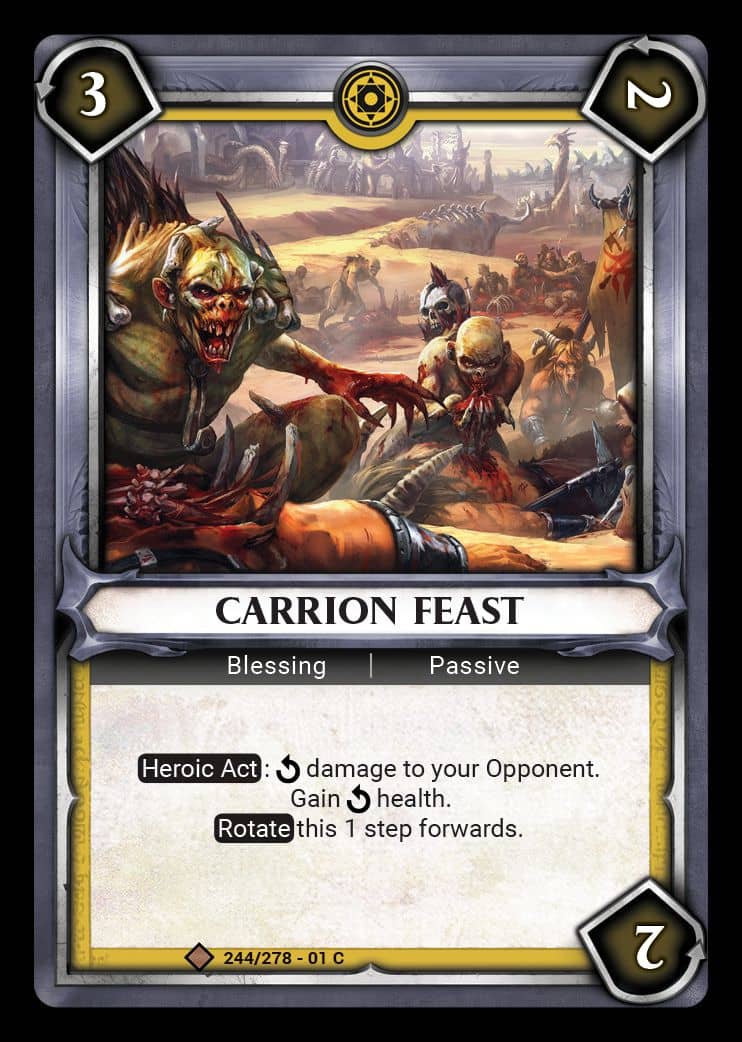 3
2
CARRION FEAST
Blessing | Passive
Heroic Act: damage to your Opponent.
Gain health.
Rotate this 1 step forwards.
244/278 - 01 C
2